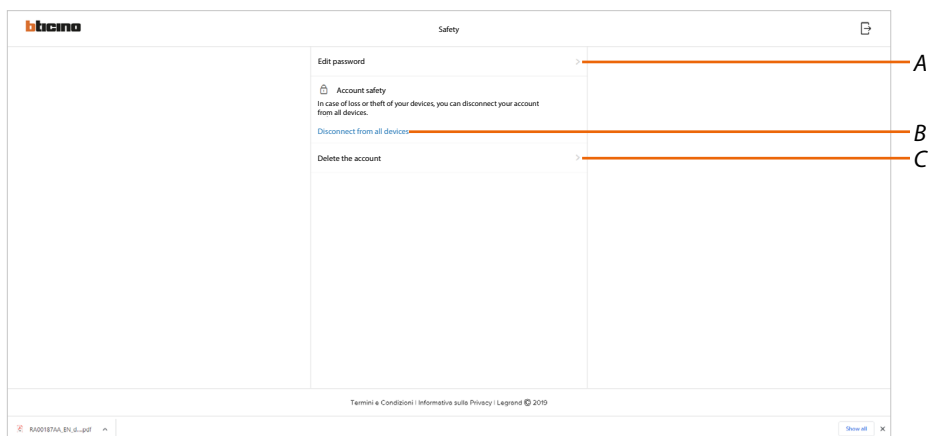 bticino
Safety
Edit password
A
Account safety
In case of loss or theft of your devices, you can disconnect your account
from all devices.
Disconnect from all devices
B
Delete the account
C
Termini e Condizioni | Informativa sulla Privacy | Legrand © 2019
RA00187AA_EN_d....pdf
Show all